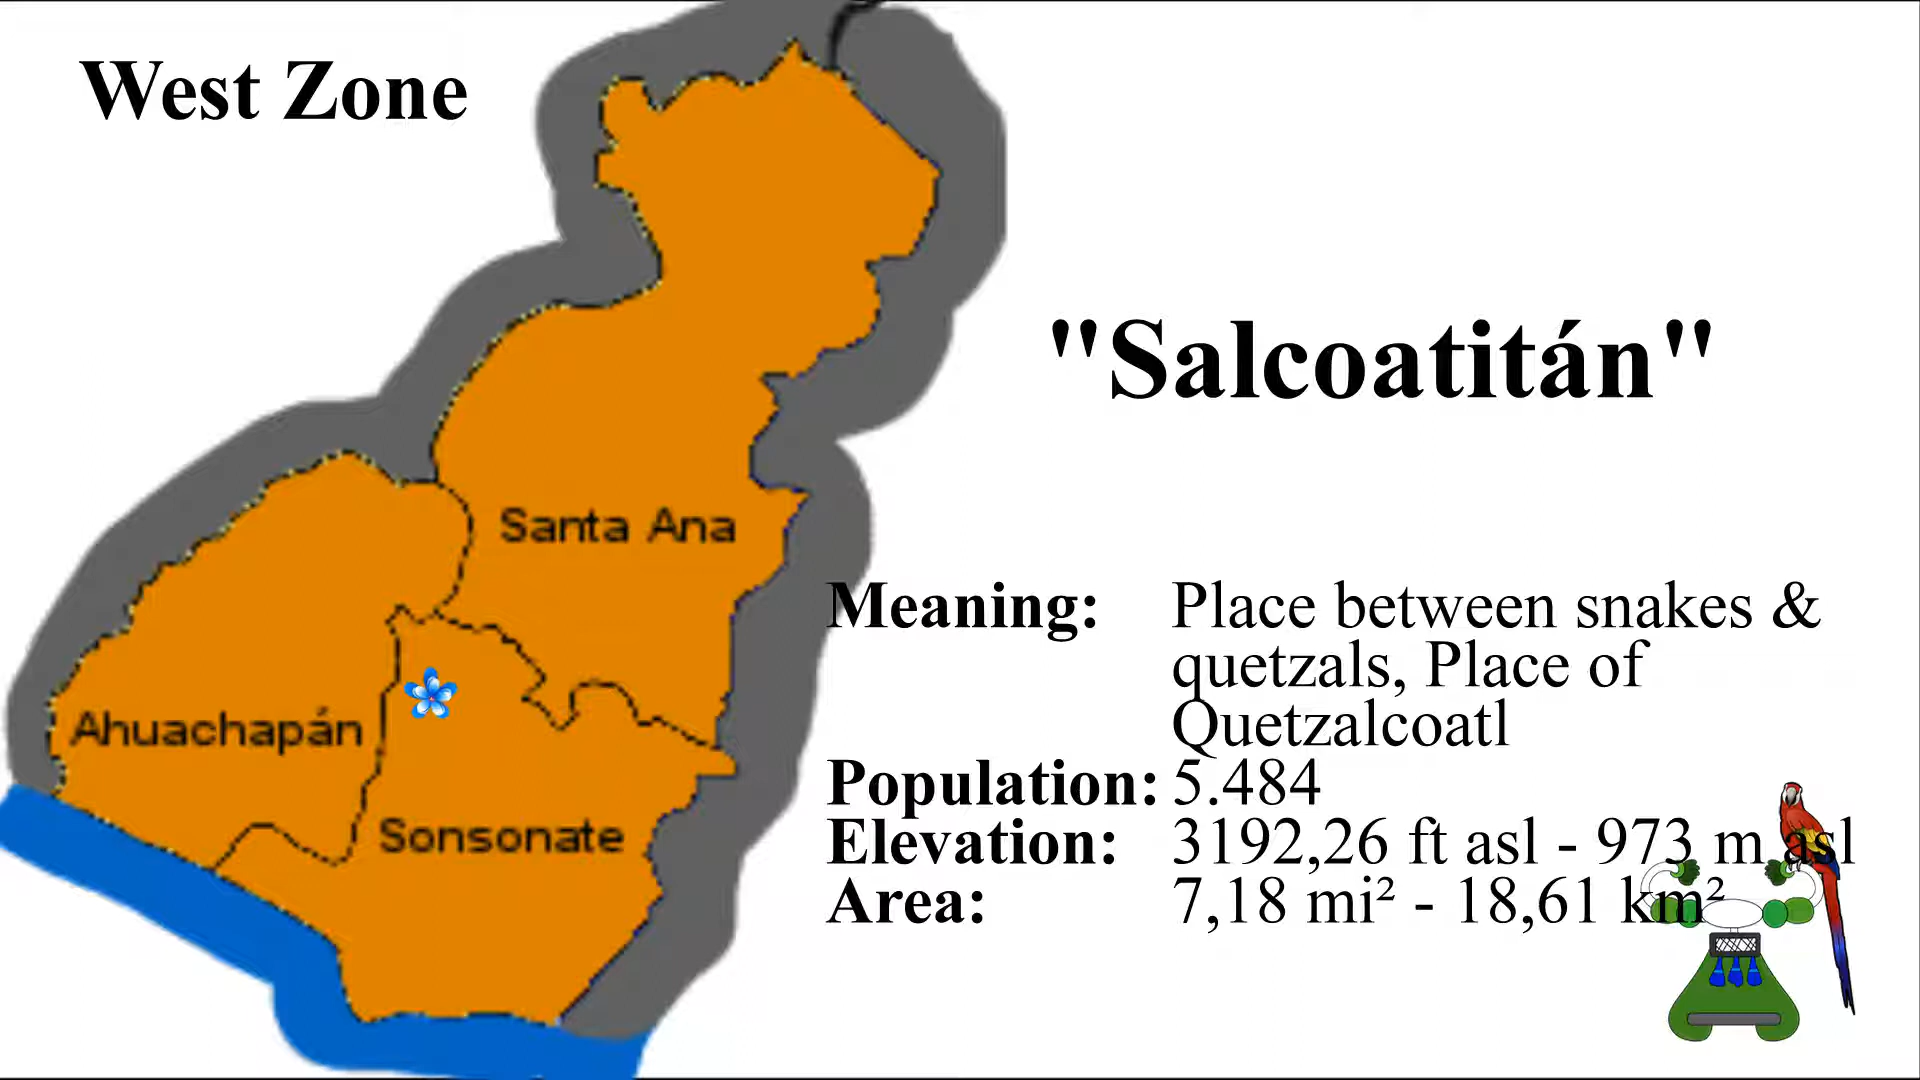 West Zone
"Salcoatitán"
Santa Ana
Ahuachapán
Sonsonate
Meaning: Place between snakes &
quetzals, Place of
Quetzalcoatl
Population: 5.484
Elevation: 3192,26 ft asl - 973 m asl
Area: 7,18 mi² - 18,61 km²